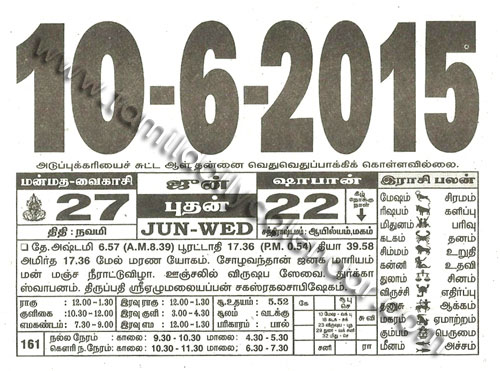 10-6-2015
அடுப்புக்கரியைச் சுட்ட ஆள் தன்னை வெதுவெதுப்பாக்கிக் கொள்ளவில்லை.
மன்மத-வைகாசி ஜூன் ஷாபான் கீழ் நோக்கு நாள் இராசி பலன்
27 புதன் 22
திதி : நவமி JUN-WED சந்திராஷ்டமம்: ஆயில்யம்,மகம்
தே.அஷ்டமி 6.57 (A.M.8.39) பூரட்டாதி 17.36 (P.M. 12.54) தீபா 39.58
அமிர்த 17.36 மேல் மரண யோகம். சோழவந்தான் ஜனக நாரியம்
மன் மஞ்ச நீராட்டுவிழா. ஊஞ்சலில் விருஷப சேவை. துர்க்கா
ஸ்வாபனம். திருப்பதி ஸ்ரீஏழுமலையப்பன் சகஸ்ரகலசாபிஷேகம்.
மேஷம் சிரமம்
ரிஷபம் களிப்பு
மிதுனம் பரிவு
கடகம் தனம்
சிம்மம் உறுதி
கன்னி உதவி
துலாம் சினம்
விருச்சி எதிர்ப்பு
தனுசு ஆக்கம்
மகரம் ஏமாற்றம்
கும்பம் பெருமை
மீனம் அச்சம்
ராகு : 12.00 -1.30 இரவு ராகு : 12.00 -1.30 சூ.உதயம் : 5.52
குளிகை :10.30 -12.00 இரவு குளி : 3.00 -4.30 சூலம் : வடக்கு
எமகண்டம்: 7.30 -9.00 இரவு எம : 12.00 -1.30 பரிகாரம் : பால்
161 நல்ல நேரம் : காலை: 9.30 - 10.30 மாலை: 4.30 - 5.30
கௌரி ந.நேரம்: காலை: 10.30 - 11.30 மாலை: 6.30 - 7.30
கே
சு வி
சனி
ரா
www.tamildailycalendar.com